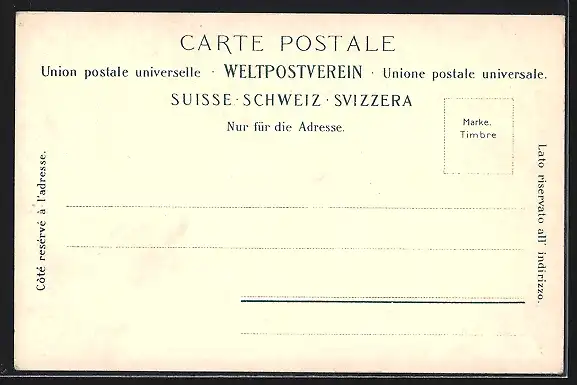 CARTE POSTALE
Union postale universelle · WELTPOSTVEREIN · Unione postale universale.
SUISSE · SCHWEIZ · SVIZZERA
Nur für die Adresse.
Marke.
Timbre
Côté resérvé à l'adresse.
Lato riservato all' indirizzo.